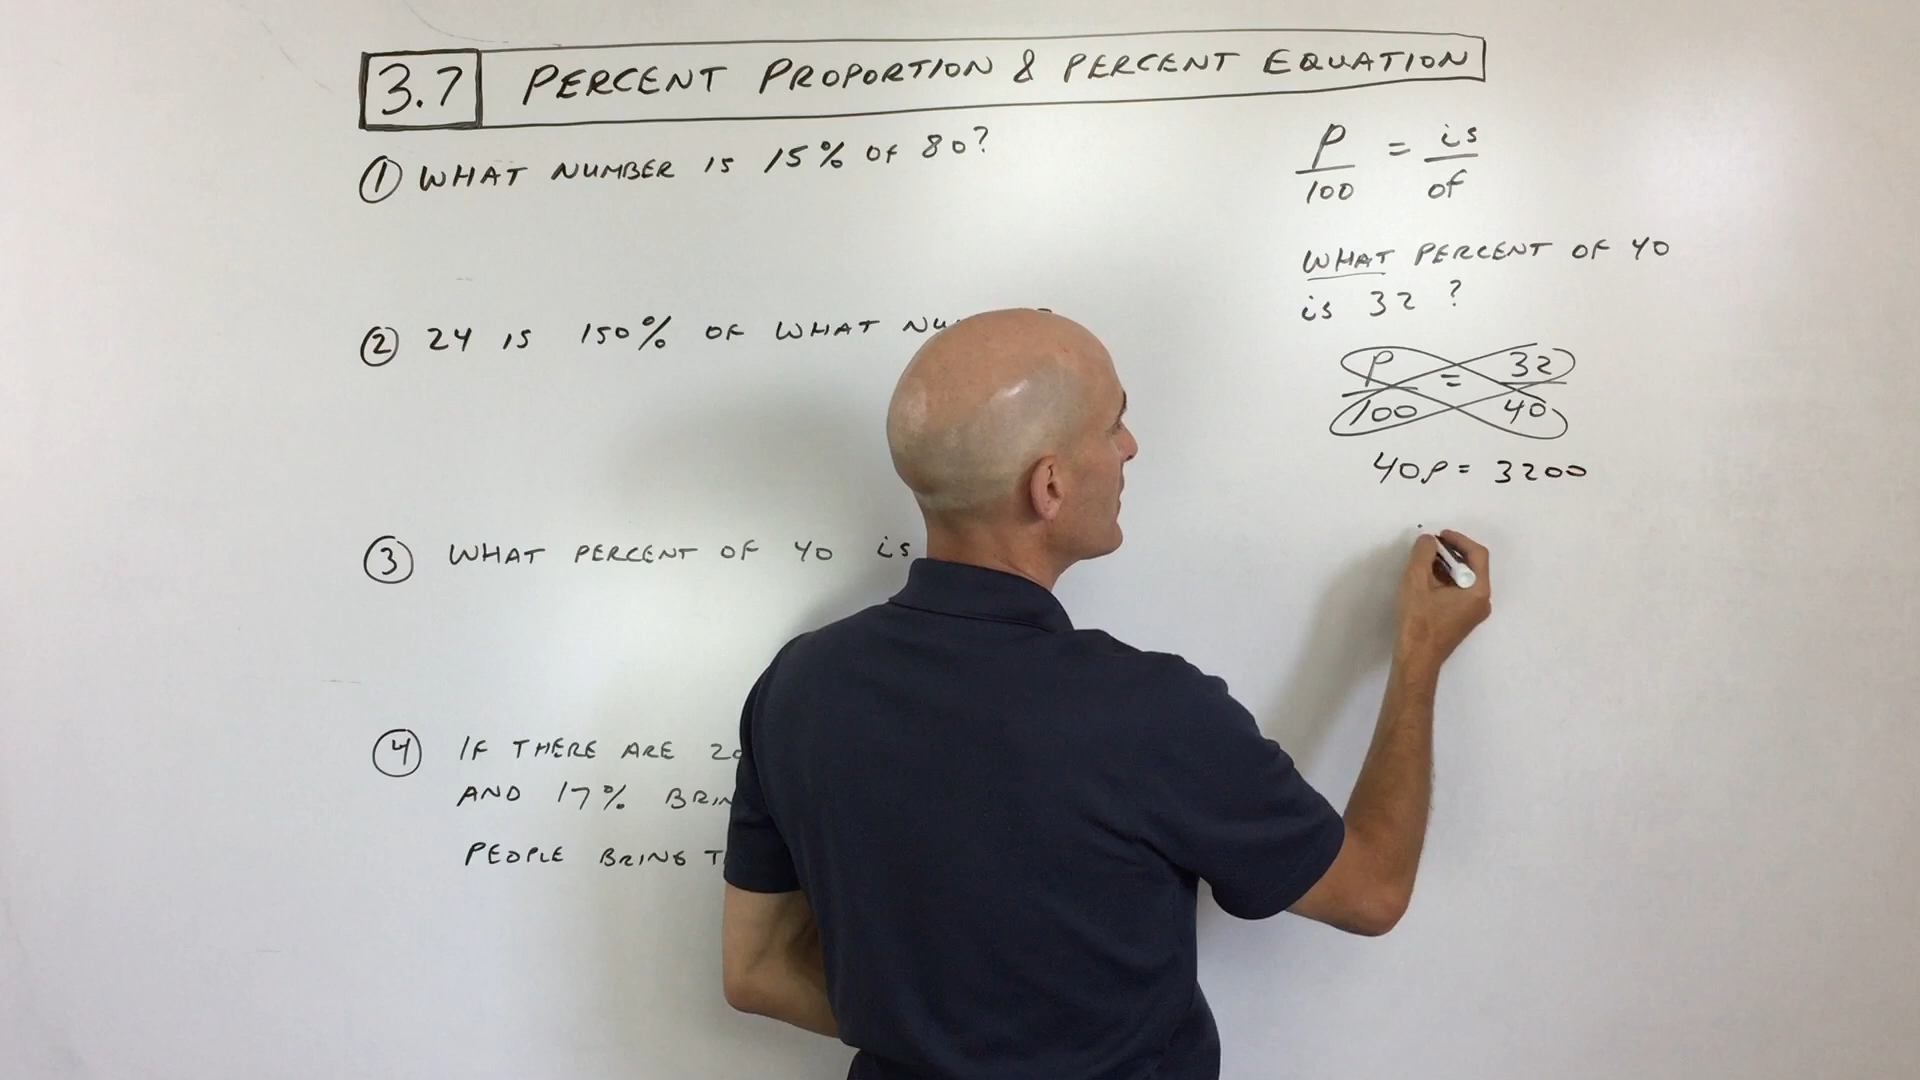 3.7 PERCENT PROPORTION & PERCENT EQUATION
① WHAT NUMBER IS 15% OF 80?
② 24 IS 150% OF WHAT
③ WHAT PERCENT OF 40 is
④ IF THERE ARE
AND 17%
PEOPLE BRING
P/100 = is/of
WHAT PERCENT OF 40
is 32 ?
P/100 = 32/40
40P = 3200